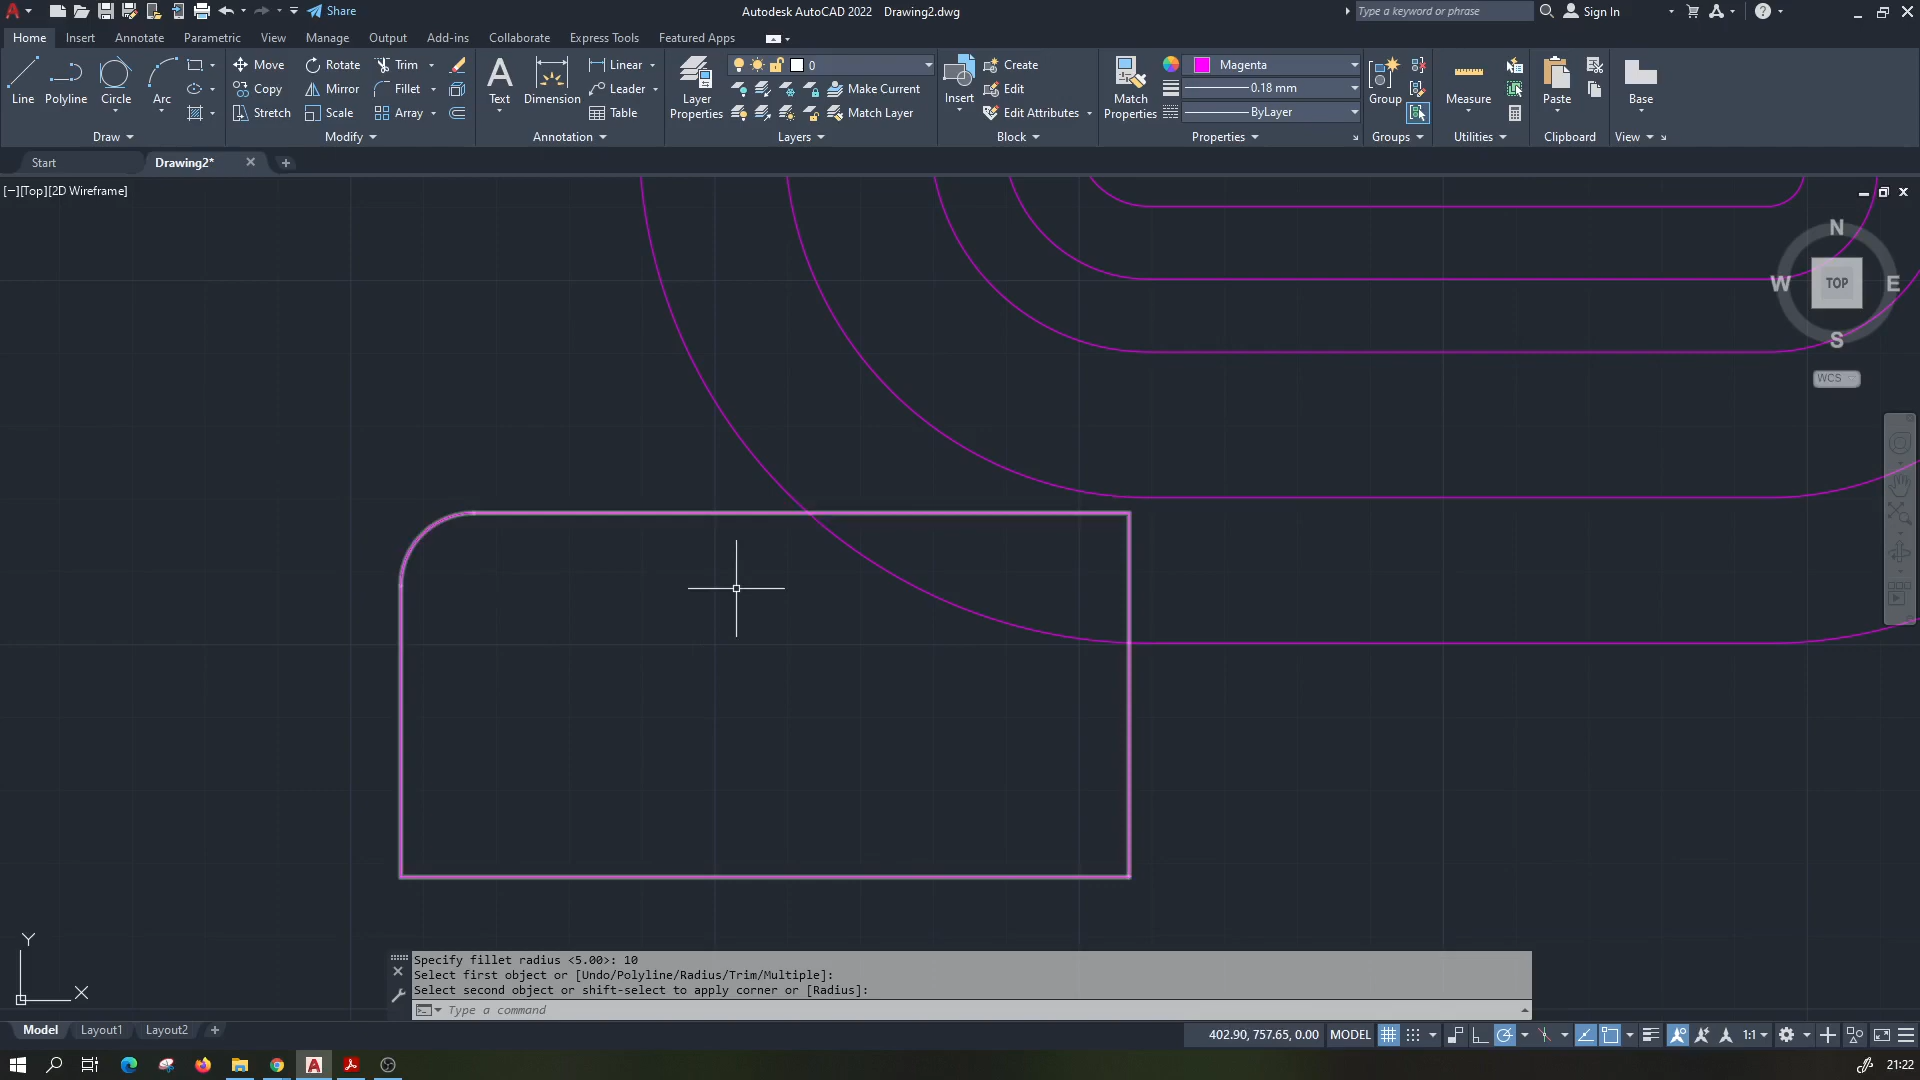 Share
Autodesk AutoCAD 2022 Drawing2.dwg
Type a keyword or phrase
Sign In
Home Insert Annotate Parametric View Manage Output Add-ins Collaborate Express Tools Featured Apps
Line Polyline Circle Arc
Move Rotate Trim
Copy Mirror Fillet
Stretch Scale Array
Text Dimension
Linear
Leader
Table
Layer Properties
0
Make Current
Match Layer
Insert
Create
Edit
Edit Attributes
Match Properties
Magenta
0.18 mm
ByLayer
Group
Measure
Paste
Base
Draw Modify Annotation Layers Block Properties Groups Utilities Clipboard View
Start Drawing2*
[−][Top][2D Wireframe]
N
W TOP E
S
WCS
Y
X
Specify fillet radius <5.00>: 10
Select first object or [Undo/Polyline/Radius/Trim/Multiple]:
Select second object or shift-select to apply corner or [Radius]:
Type a command
Model Layout1 Layout2
402.90, 757.65, 0.00 MODEL 1:1
21:22